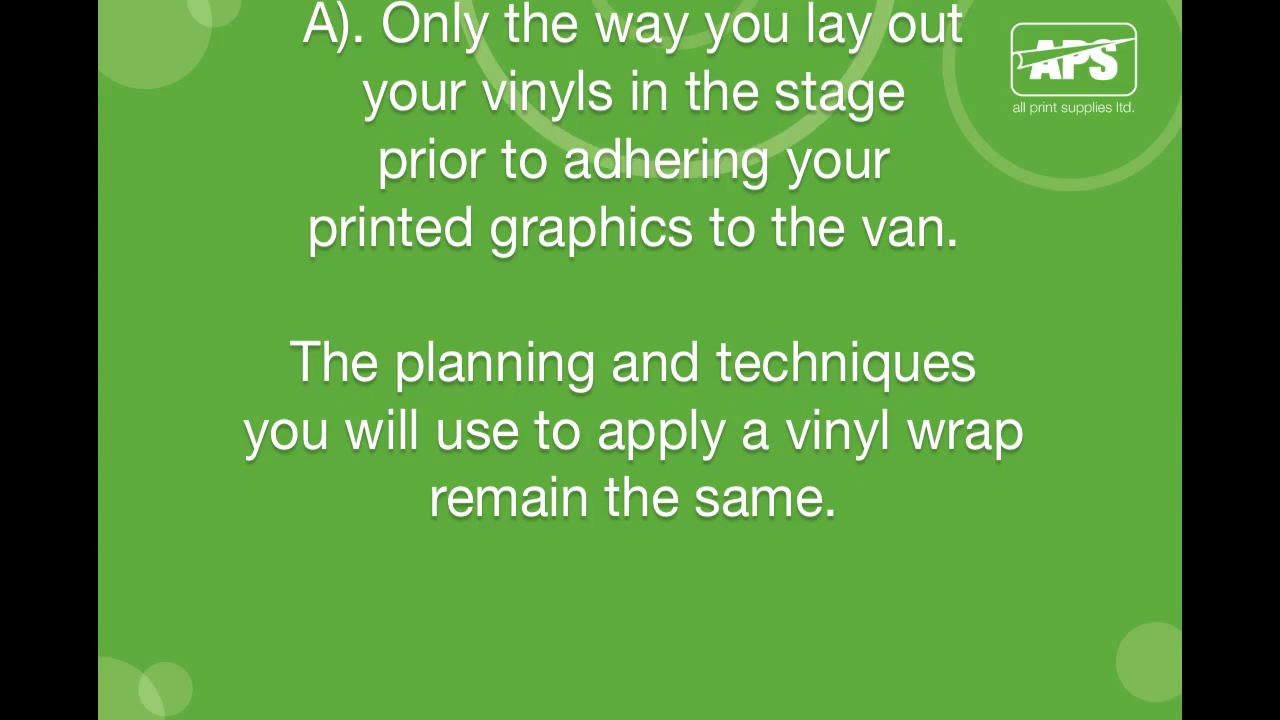 A). Only the way you lay out
your vinyls in the stage
prior to adhering your
printed graphics to the van.
The planning and techniques
you will use to apply a vinyl wrap
remain the same.
APS
all print supplies ltd.